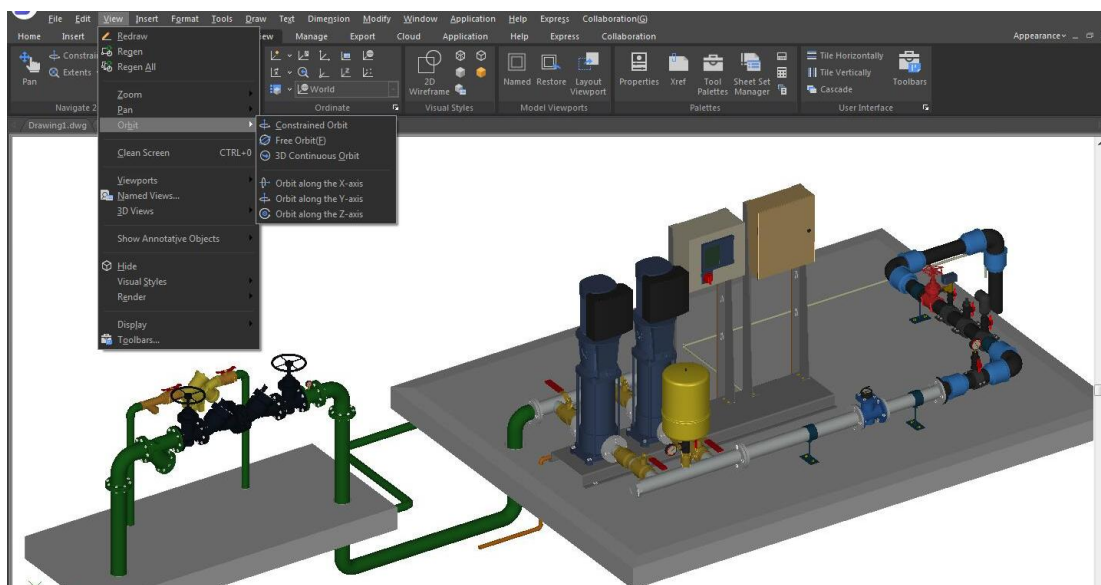 File Edit View Insert Format Tools Draw Text Dimension Modify Window Application Help Express Collaboration(G)
Home Insert ew Manage Export Cloud Application Help Express Collaboration Appearance
Pan
Constrai
Extents
Navigate 2
Redraw
Regen
Regen All
Zoom
Pan
Orbit
Clean Screen CTRL+0
Viewports
Named Views...
3D Views
Show Annotative Objects
Hide
Visual Styles
Render
Display
Toolbars...
Constrained Orbit
Free Orbit(F)
3D Continuous Orbit
Orbit along the X-axis
Orbit along the Y-axis
Orbit along the Z-axis
World
Ordinate
2D
Wireframe
Visual Styles
Named Restore Layout
Viewport
Model Viewports
Properties Xref Tool
Palettes Sheet Set
Manager
Palettes
Tile Horizontally
Tile Vertically
Cascade
Toolbars
User Interface
Drawing1.dwg